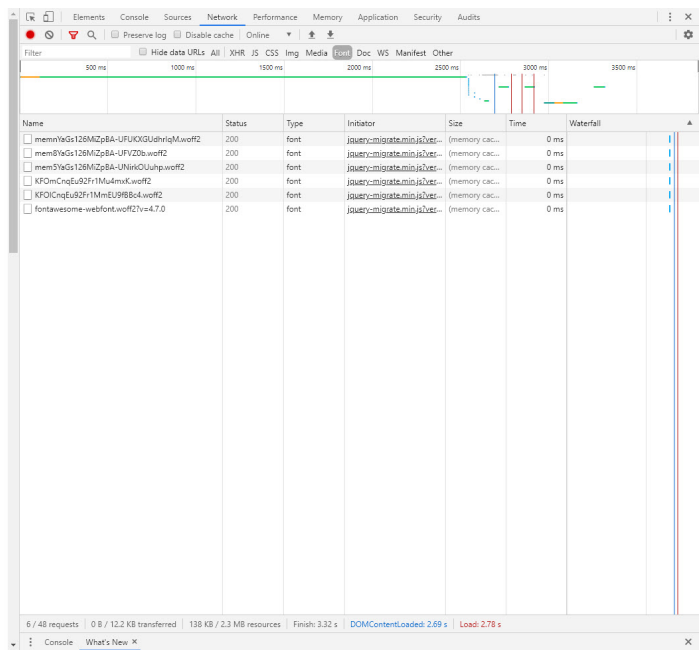 Elements Console Sources Network Performance Memory Application Security Audits
Preserve log Disable cache Online
Filter Hide data URLs All XHR JS CSS Img Media Font Doc WS Manifest Other
500 ms 1000 ms 1500 ms 2000 ms 2500 ms 3000 ms 3500 ms
Name Status Type Initiator Size Time Waterfall
memnYaGs126MiZpBA-UFUKXGUdhrIqM.woff2 200 font jquery-migrate.min.js?ver... (memory cac... 0 ms
mem8YaGs126MiZpBA-UFVZ0b.woff2 200 font jquery-migrate.min.js?ver... (memory cac... 0 ms
mem5YaGs126MiZpBA-UNirkOUuhp.woff2 200 font jquery-migrate.min.js?ver... (memory cac... 0 ms
KFOmCnqEu92Fr1Mu4mxK.woff2 200 font jquery-migrate.min.js?ver... (memory cac... 0 ms
KFOlCnqEu92Fr1MmEU9fBBc4.woff2 200 font jquery-migrate.min.js?ver... (memory cac... 0 ms
fontawesome-webfont.woff2?v=4.7.0 200 font jquery-migrate.min.js?ver... (memory cac... 0 ms
6 / 48 requests 0 B / 12.2 KB transferred 138 KB / 2.3 MB resources Finish: 3.32 s DOMContentLoaded: 2.69 s Load: 2.78 s
Console What's New ×